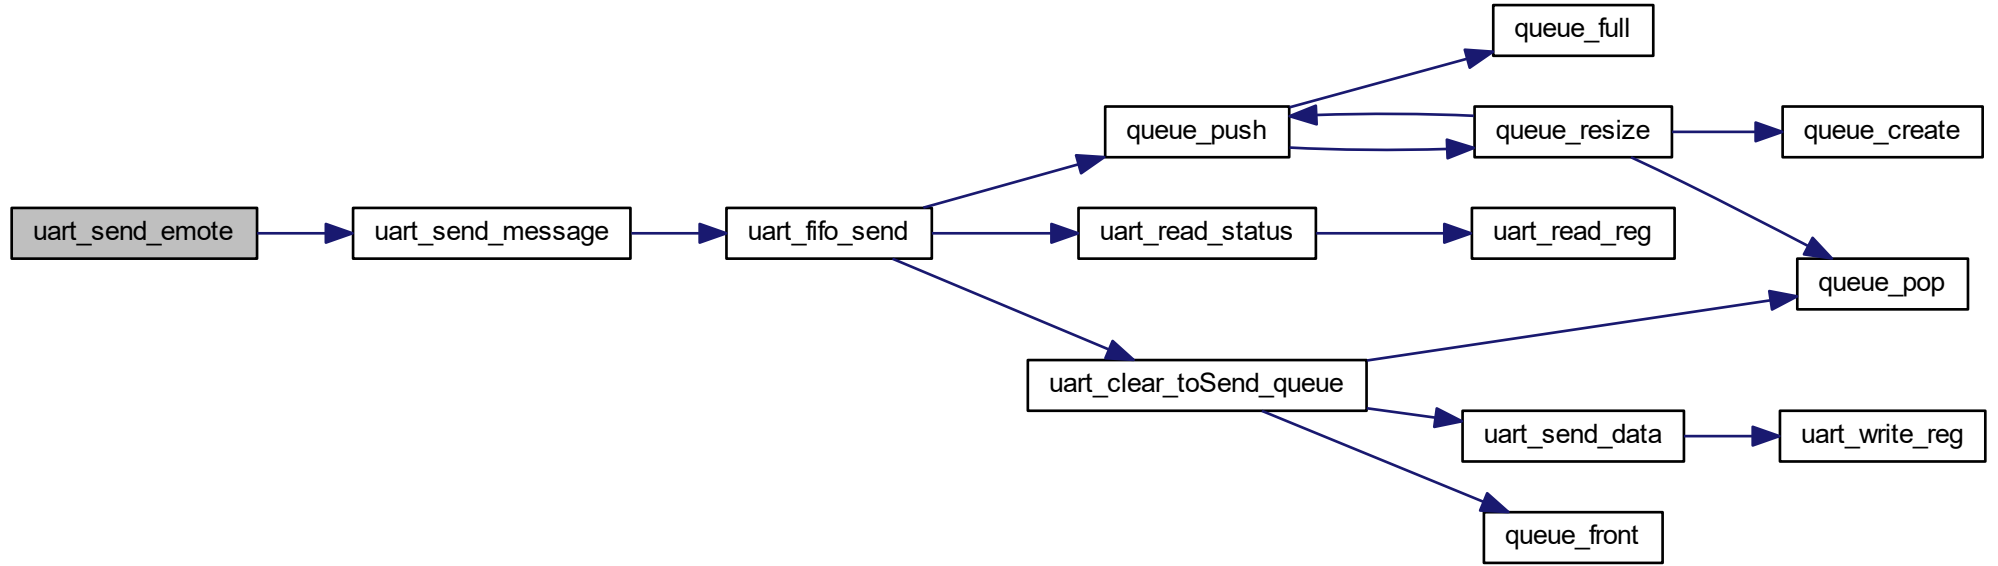 queue_full
queue_push
queue_resize
queue_create
uart_send_emote
uart_send_message
uart_fifo_send
uart_read_status
uart_read_reg
queue_pop
uart_clear_toSend_queue
uart_send_data
uart_write_reg
queue_front